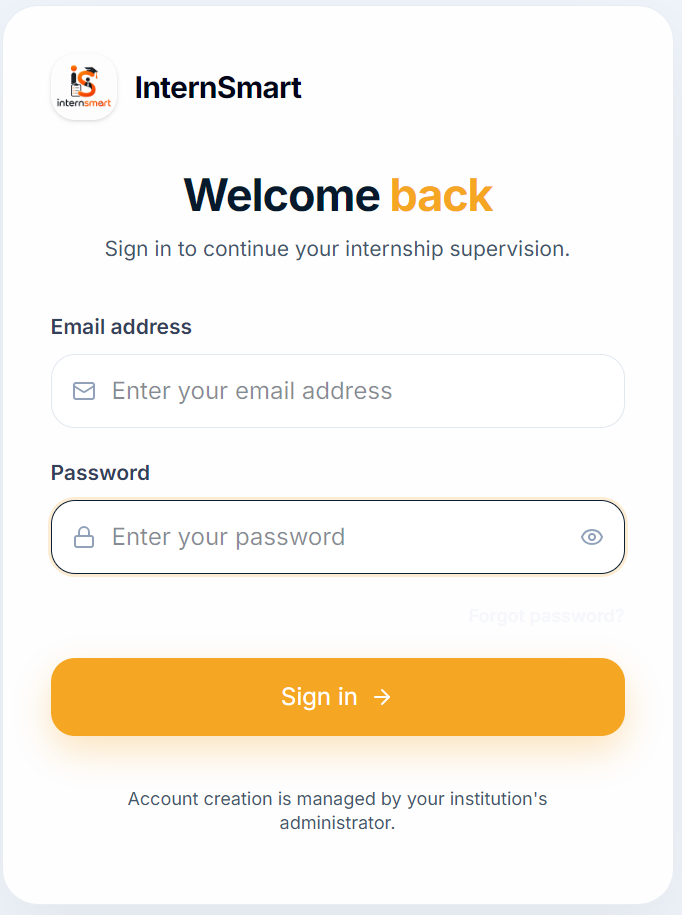 internsmart
InternSmart
Welcome back
Sign in to continue your internship supervision.
Email address
Enter your email address
Password
Enter your password
Forgot password?
Sign in
Account creation is managed by your institution's
administrator.